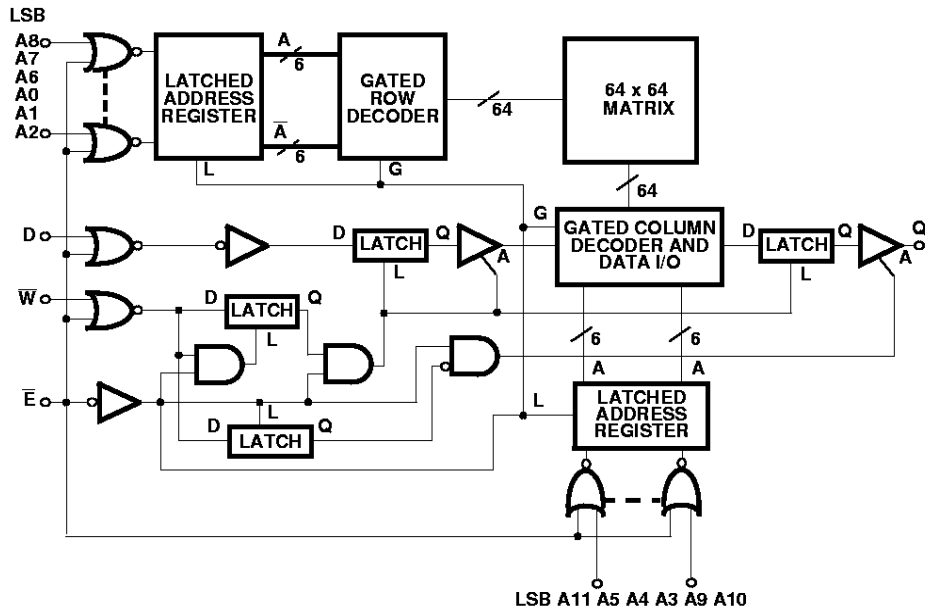 LSB
A8
A7
A6
A0
A1
A2
LATCHED
ADDRESS
REGISTER
A
6
A̅
6
L
GATED
ROW
DECODER
G
64
64 x 64
MATRIX
64
D
D
LATCH
Q
L
A
G
GATED COLUMN
DECODER AND
DATA I/O
D
LATCH
Q
L
A
Q
W̅
D
LATCH
Q
L
6
6
A
A
E̅
L
D
LATCH
Q
L
LATCHED
ADDRESS
REGISTER
LSB A11 A5 A4 A3 A9 A10